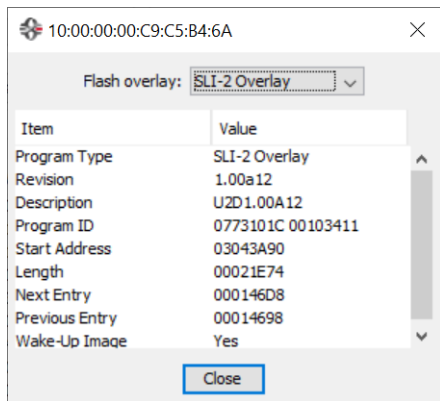 10:00:00:00:C9:C5:B4:6A
Flash overlay: SLI-2 Overlay
Item Value
Program Type SLI-2 Overlay
Revision 1.00a12
Description U2D1.00A12
Program ID 0773101C 00103411
Start Address 03043A90
Length 00021E74
Next Entry 000146D8
Previous Entry 00014698
Wake-Up Image Yes
Close